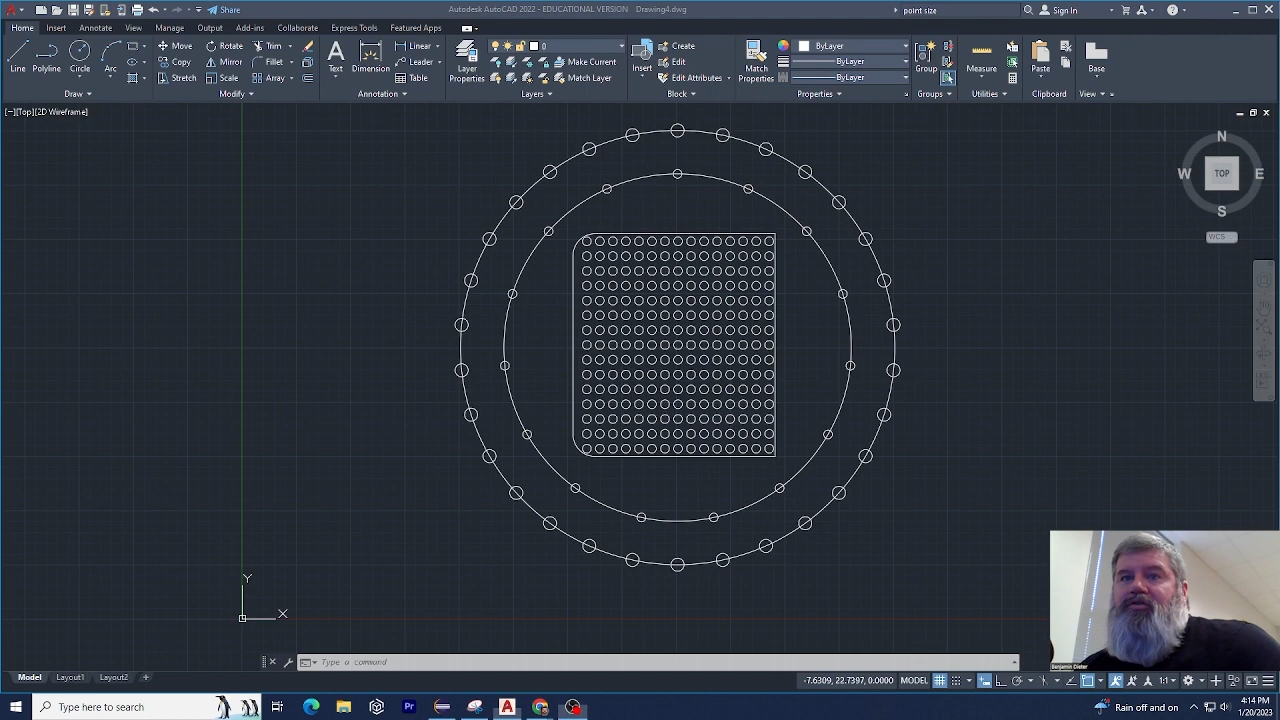 Share
Autodesk AutoCAD 2022 - EDUCATIONAL VERSION Drawing4.dwg
point size
Sign In
Home Insert Annotate Parametric View Manage Output Add-ins Collaborate Express Tools Featured Apps
Line
Polyline
Circle
Arc
Move
Copy
Stretch
Rotate
Mirror
Scale
Trim
Fillet
Array
Text
Dimension
Linear
Leader
Table
Layer
Properties
0
Make Current
Match Layer
Insert
Create
Edit
Edit Attributes
Match
Properties
ByLayer
ByLayer
ByLayer
Group
Measure
Paste
Base
Draw
Modify
Annotation
Layers
Block
Properties
Groups
Utilities
Clipboard
View
[−][Top][2D Wireframe]
N
W
TOP
E
S
WCS
Y
X
Benjamin Dieter
Type a command
Model Layout1 Layout2
-7.6309, 22.7397, 0.0000 MODEL
1:1
Type here to search
Pr
A
Rain off and on
4:14 PM
1/20/2023